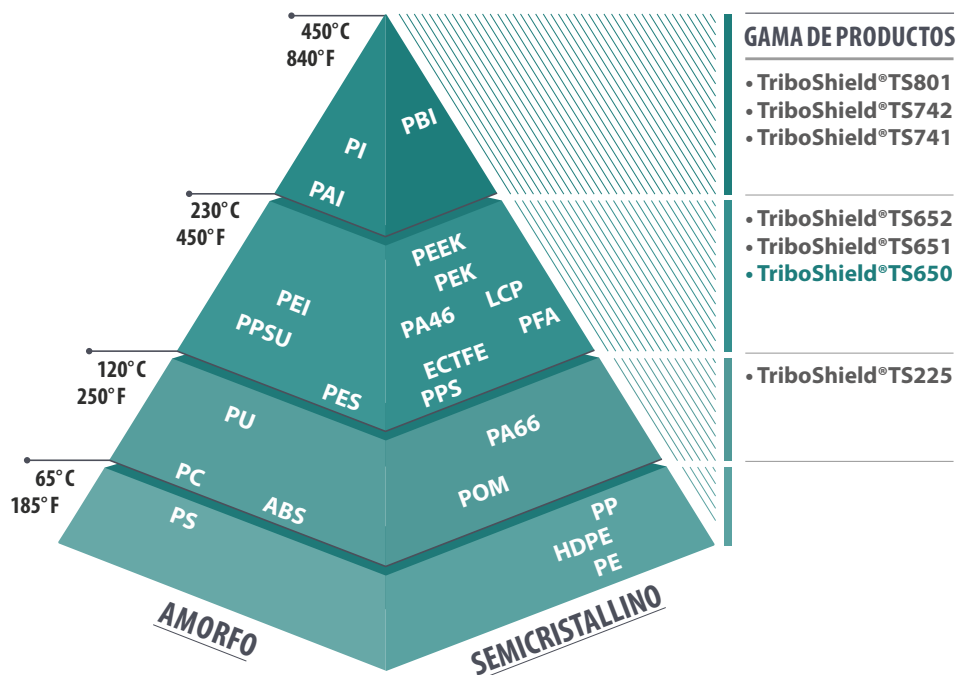 450°C
840°F
GAMA DE PRODUCTOS
• TriboShield®TS801
• TriboShield®TS742
• TriboShield®TS741
PBI
PI
PAI
230°C
450°F
• TriboShield®TS652
• TriboShield®TS651
• TriboShield®TS650
PEEK
PEK
LCP
PEI
PA46
PFA
PPSU
ECTFE
PES
PPS
120°C
250°F
• TriboShield®TS225
PU
PA66
PC
POM
ABS
65°C
185°F
PS
PP
HDPE
PE
AMORFO
SEMICRISTALLINO